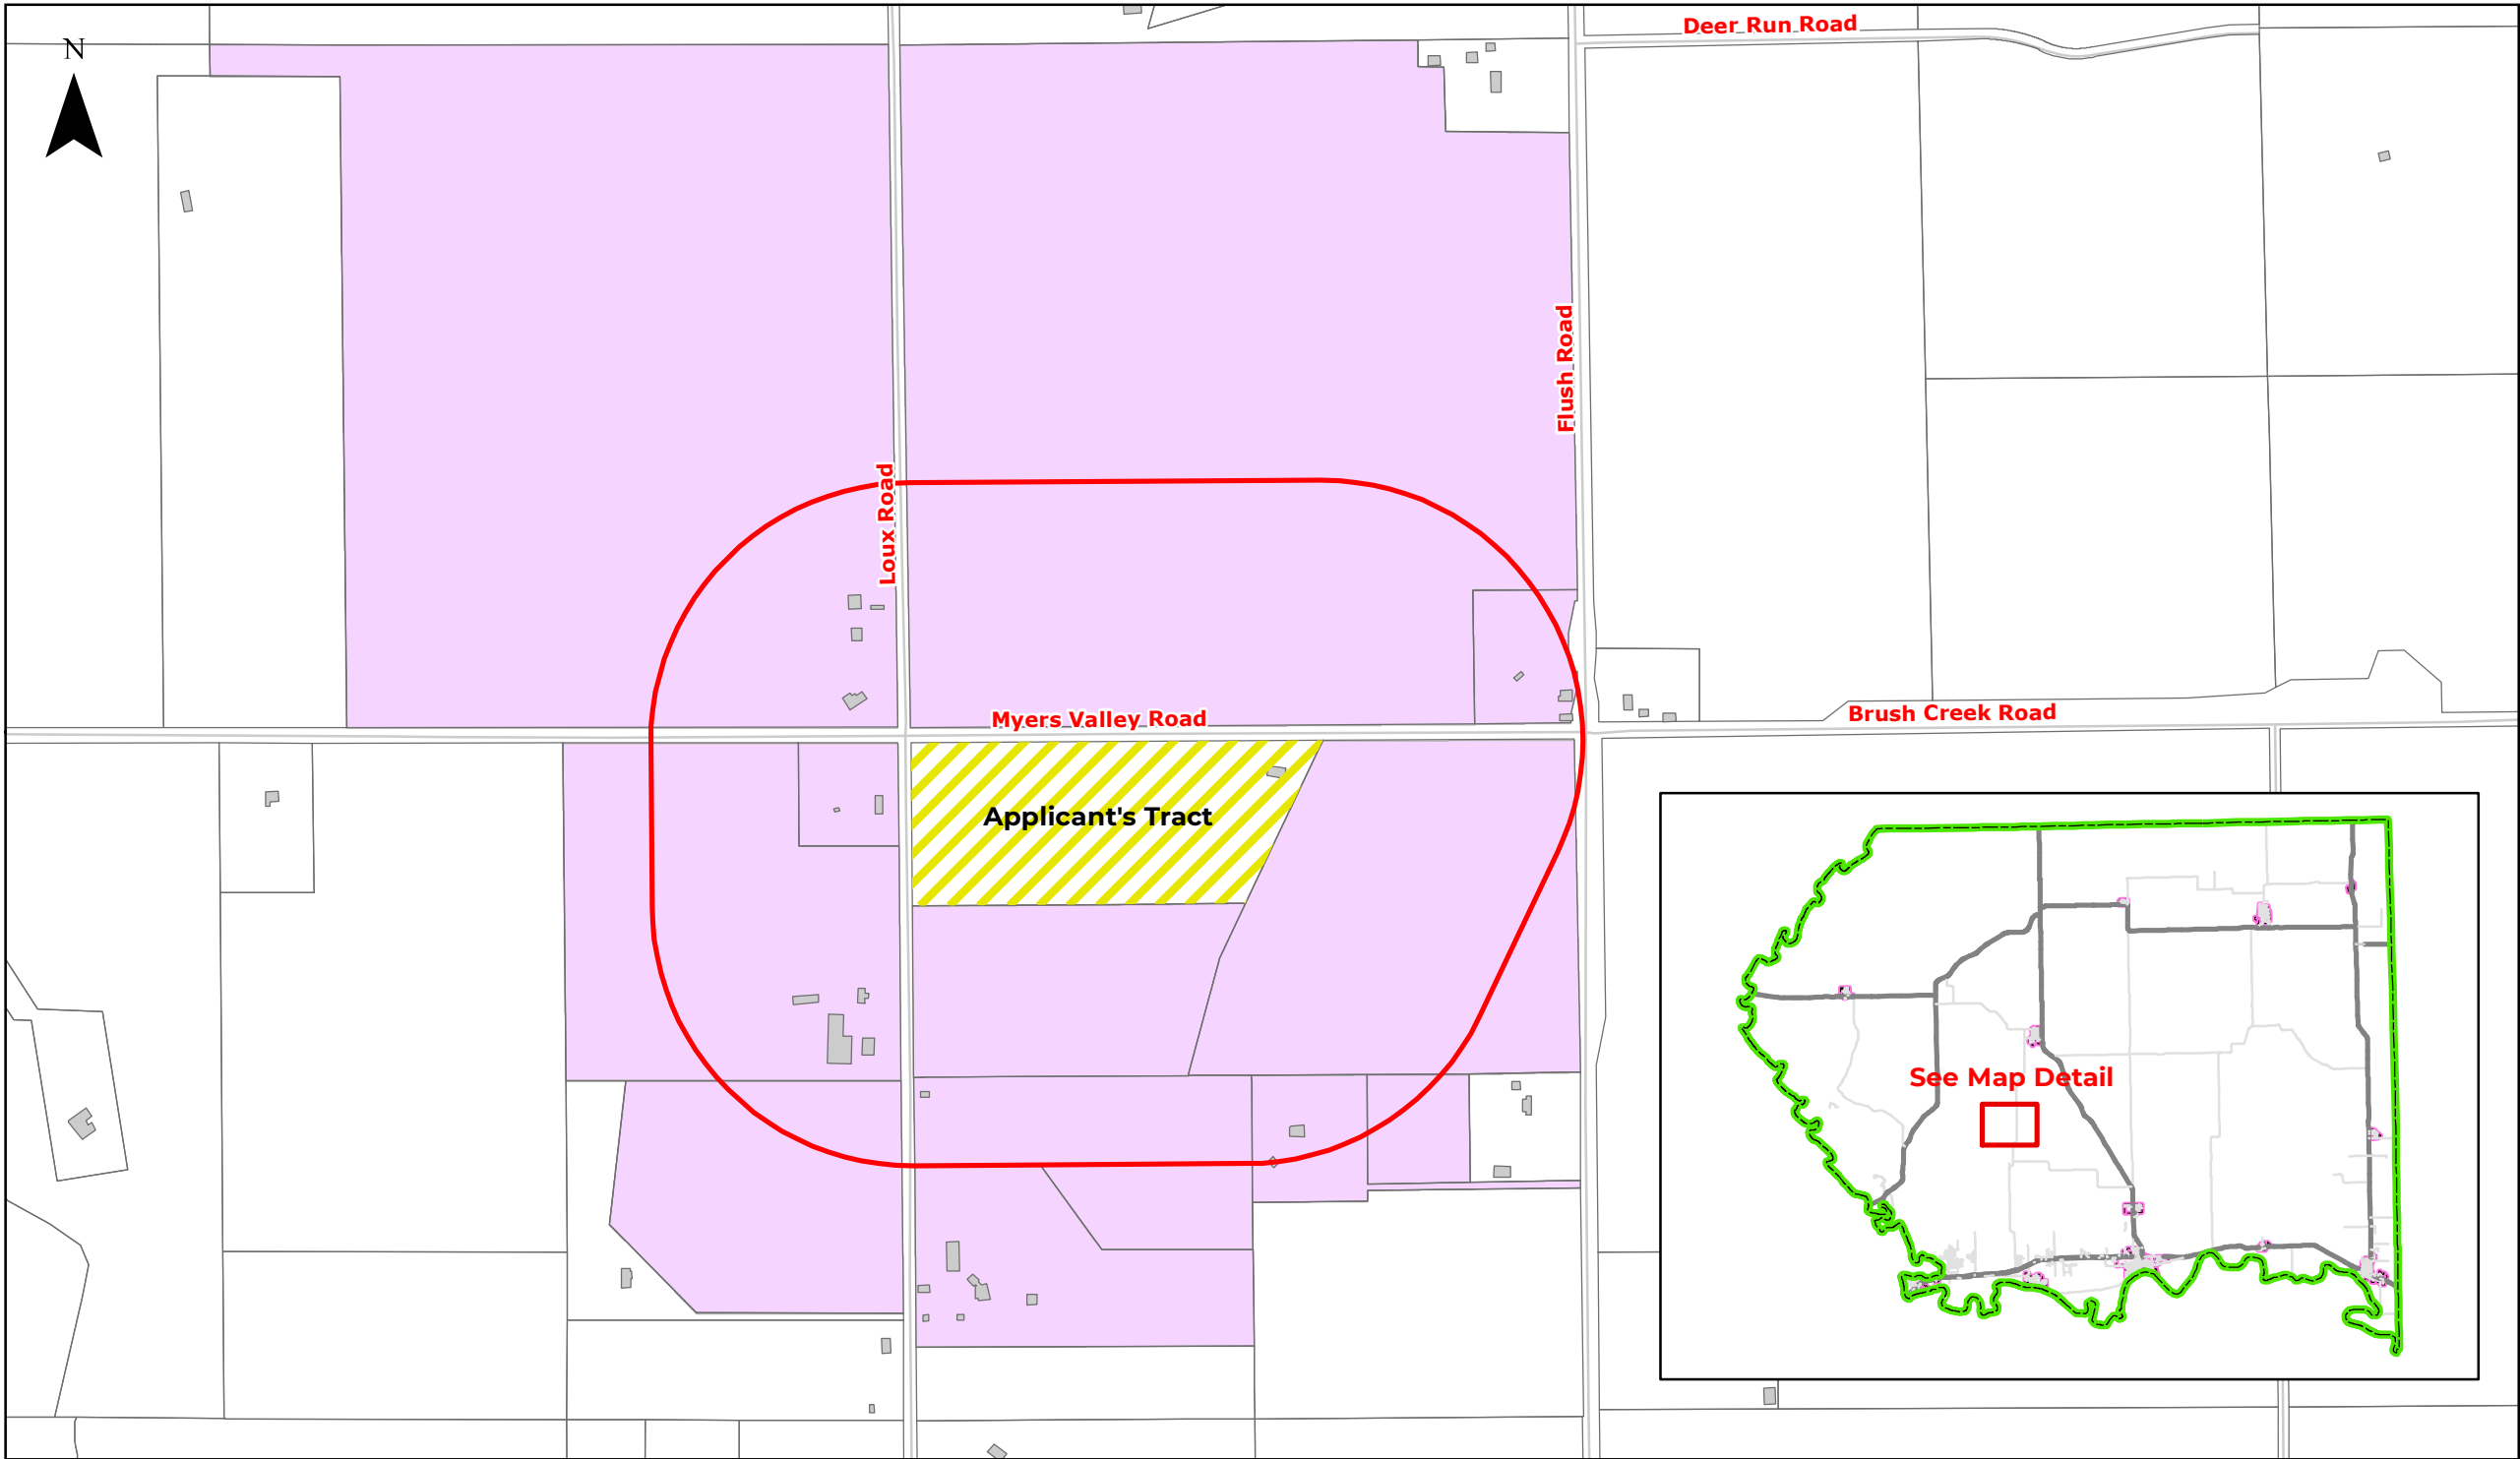 Deer Run Road
N
Flush Road
Loux Road
Myers Valley Road
Brush Creek Road
Applicant's Tract
See Map Detail